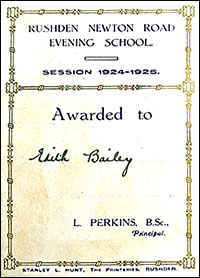 RUSHDEN NEWTON ROAD
EVENING SCHOOL.
SESSION 1924-1925.
Awarded to
Edith Bailey
L. PERKINS, B.Sc.,
Principal.
STANLEY L. HUNT, THE PRINTERIES, RUSHDEN.